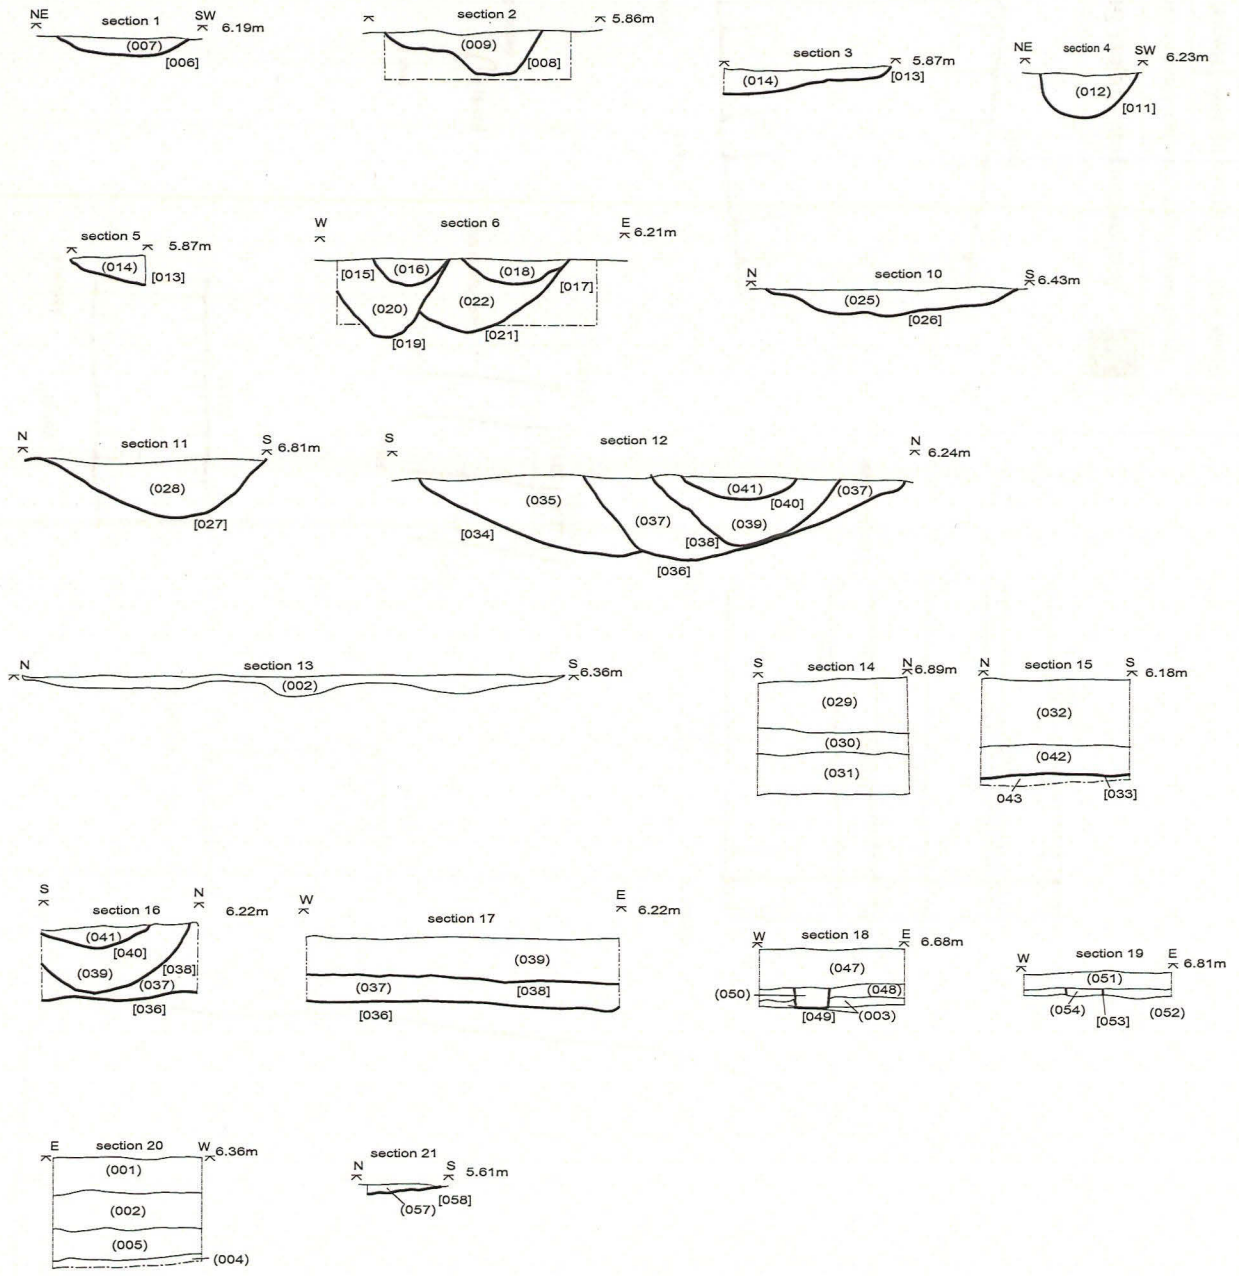 NE section 1 SW 6.19m
(007)
[006]
section 2 5.86m
(009)
[008]
section 3 5.87m
(014) [013]
NE section 4 SW 6.23m
(012)
[011]
section 5 5.87m
(014) [013]
W section 6 E 6.21m
[015] (016) (018) [017]
(020) (022)
[019] [021]
N section 10 S 6.43m
(025)
[026]
N section 11 S 6.81m
(028)
[027]
S section 12 N 6.24m
(035) (041) [040] (037)
[034] (037) [038] (039)
[036]
N section 13 S 6.36m
(002)
S section 14 N 6.89m
(029)
(030)
(031)
N section 15 S 6.18m
(032)
(042)
043 [033]
S section 16 N 6.22m
(041) [040]
(039) (037) [038]
[036]
W section 17 E 6.22m
(039)
(037) [038]
[036]
W section 18 E 6.68m
(047)
(050) (048)
[049] (003)
W section 19 E 6.81m
(051)
(054) [053] (052)
E section 20 W 6.36m
(001)
(002)
(005)
(004)
N section 21 S 5.61m
(057) [058]